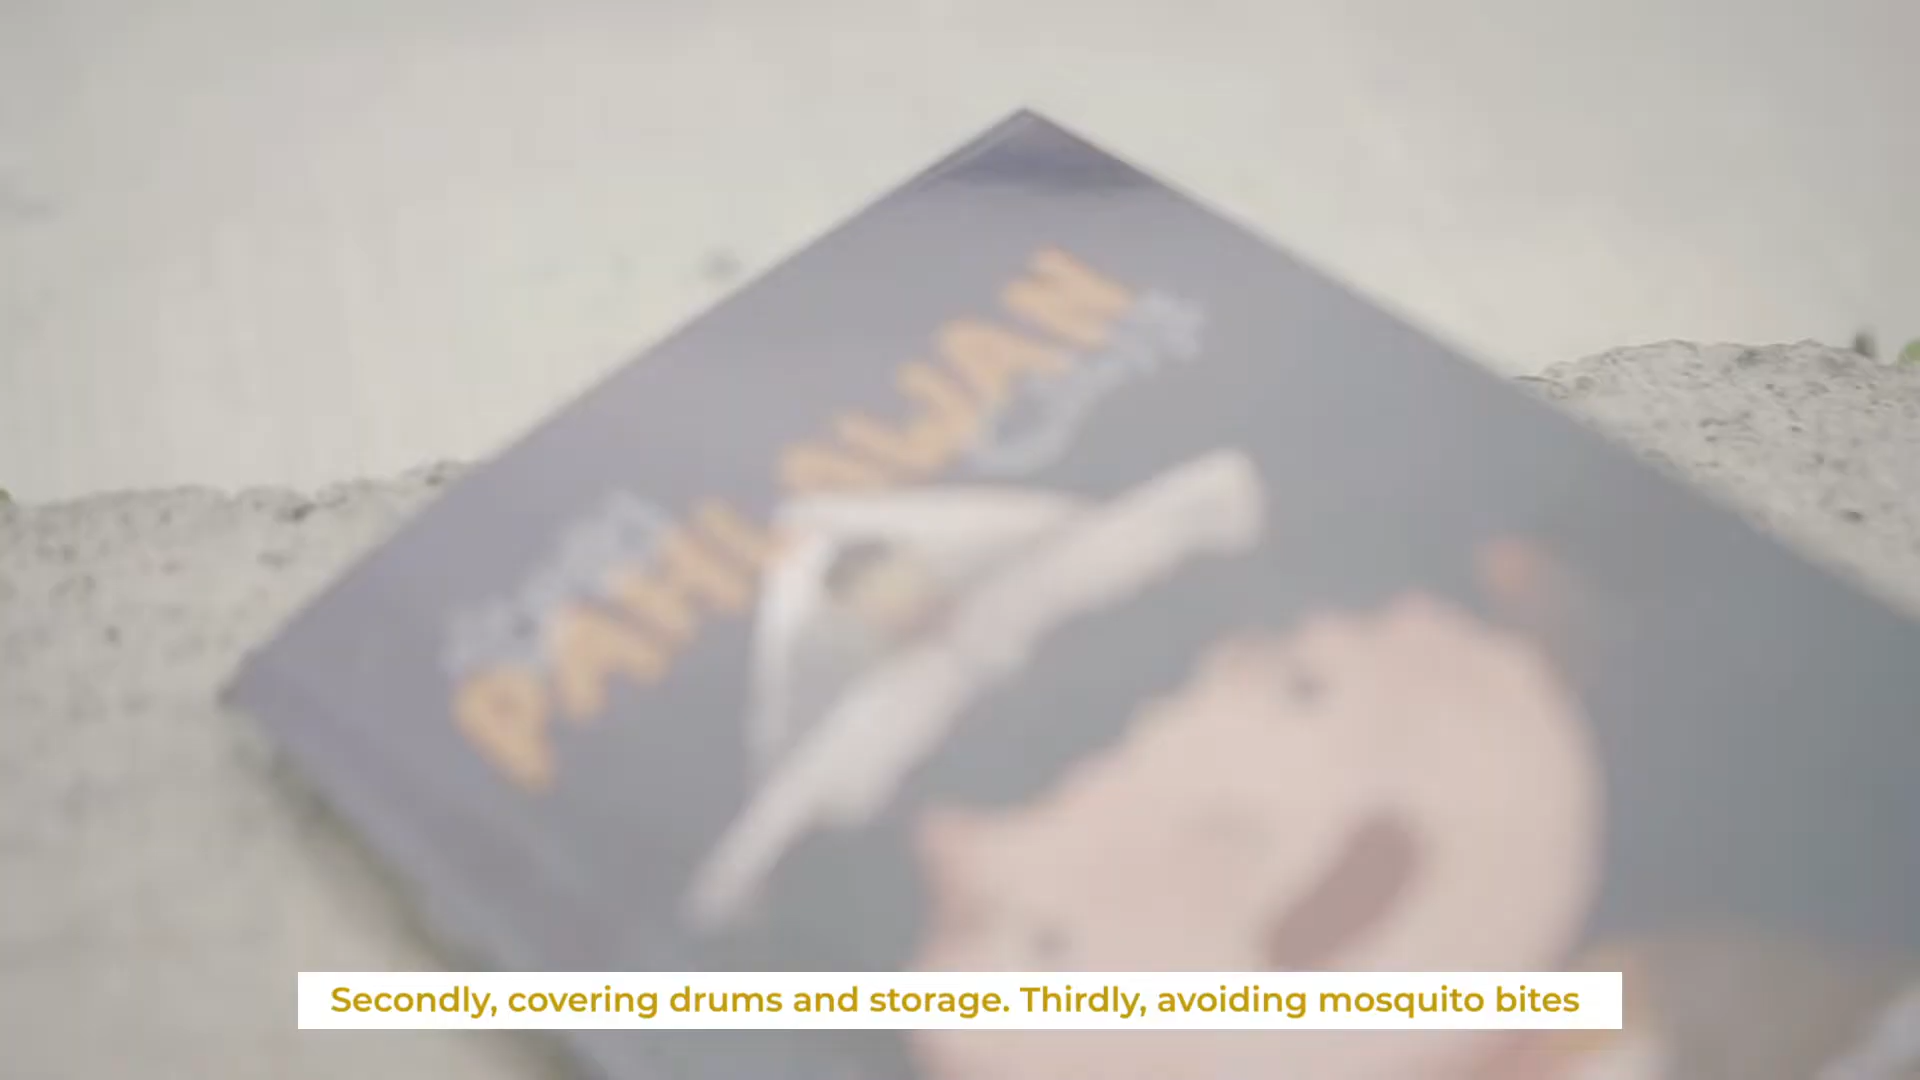 PAHLAWAN
Secondly, covering drums and storage. Thirdly, avoiding mosquito bites